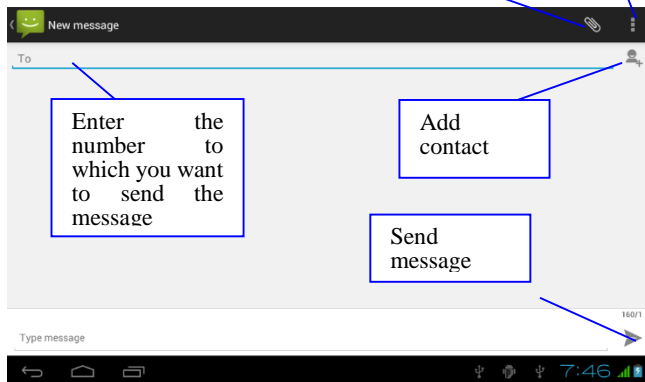 New message
To
Enter the
number to
which you want
to send the
message
Add
contact
Send
message
160/1
Type message
7:46